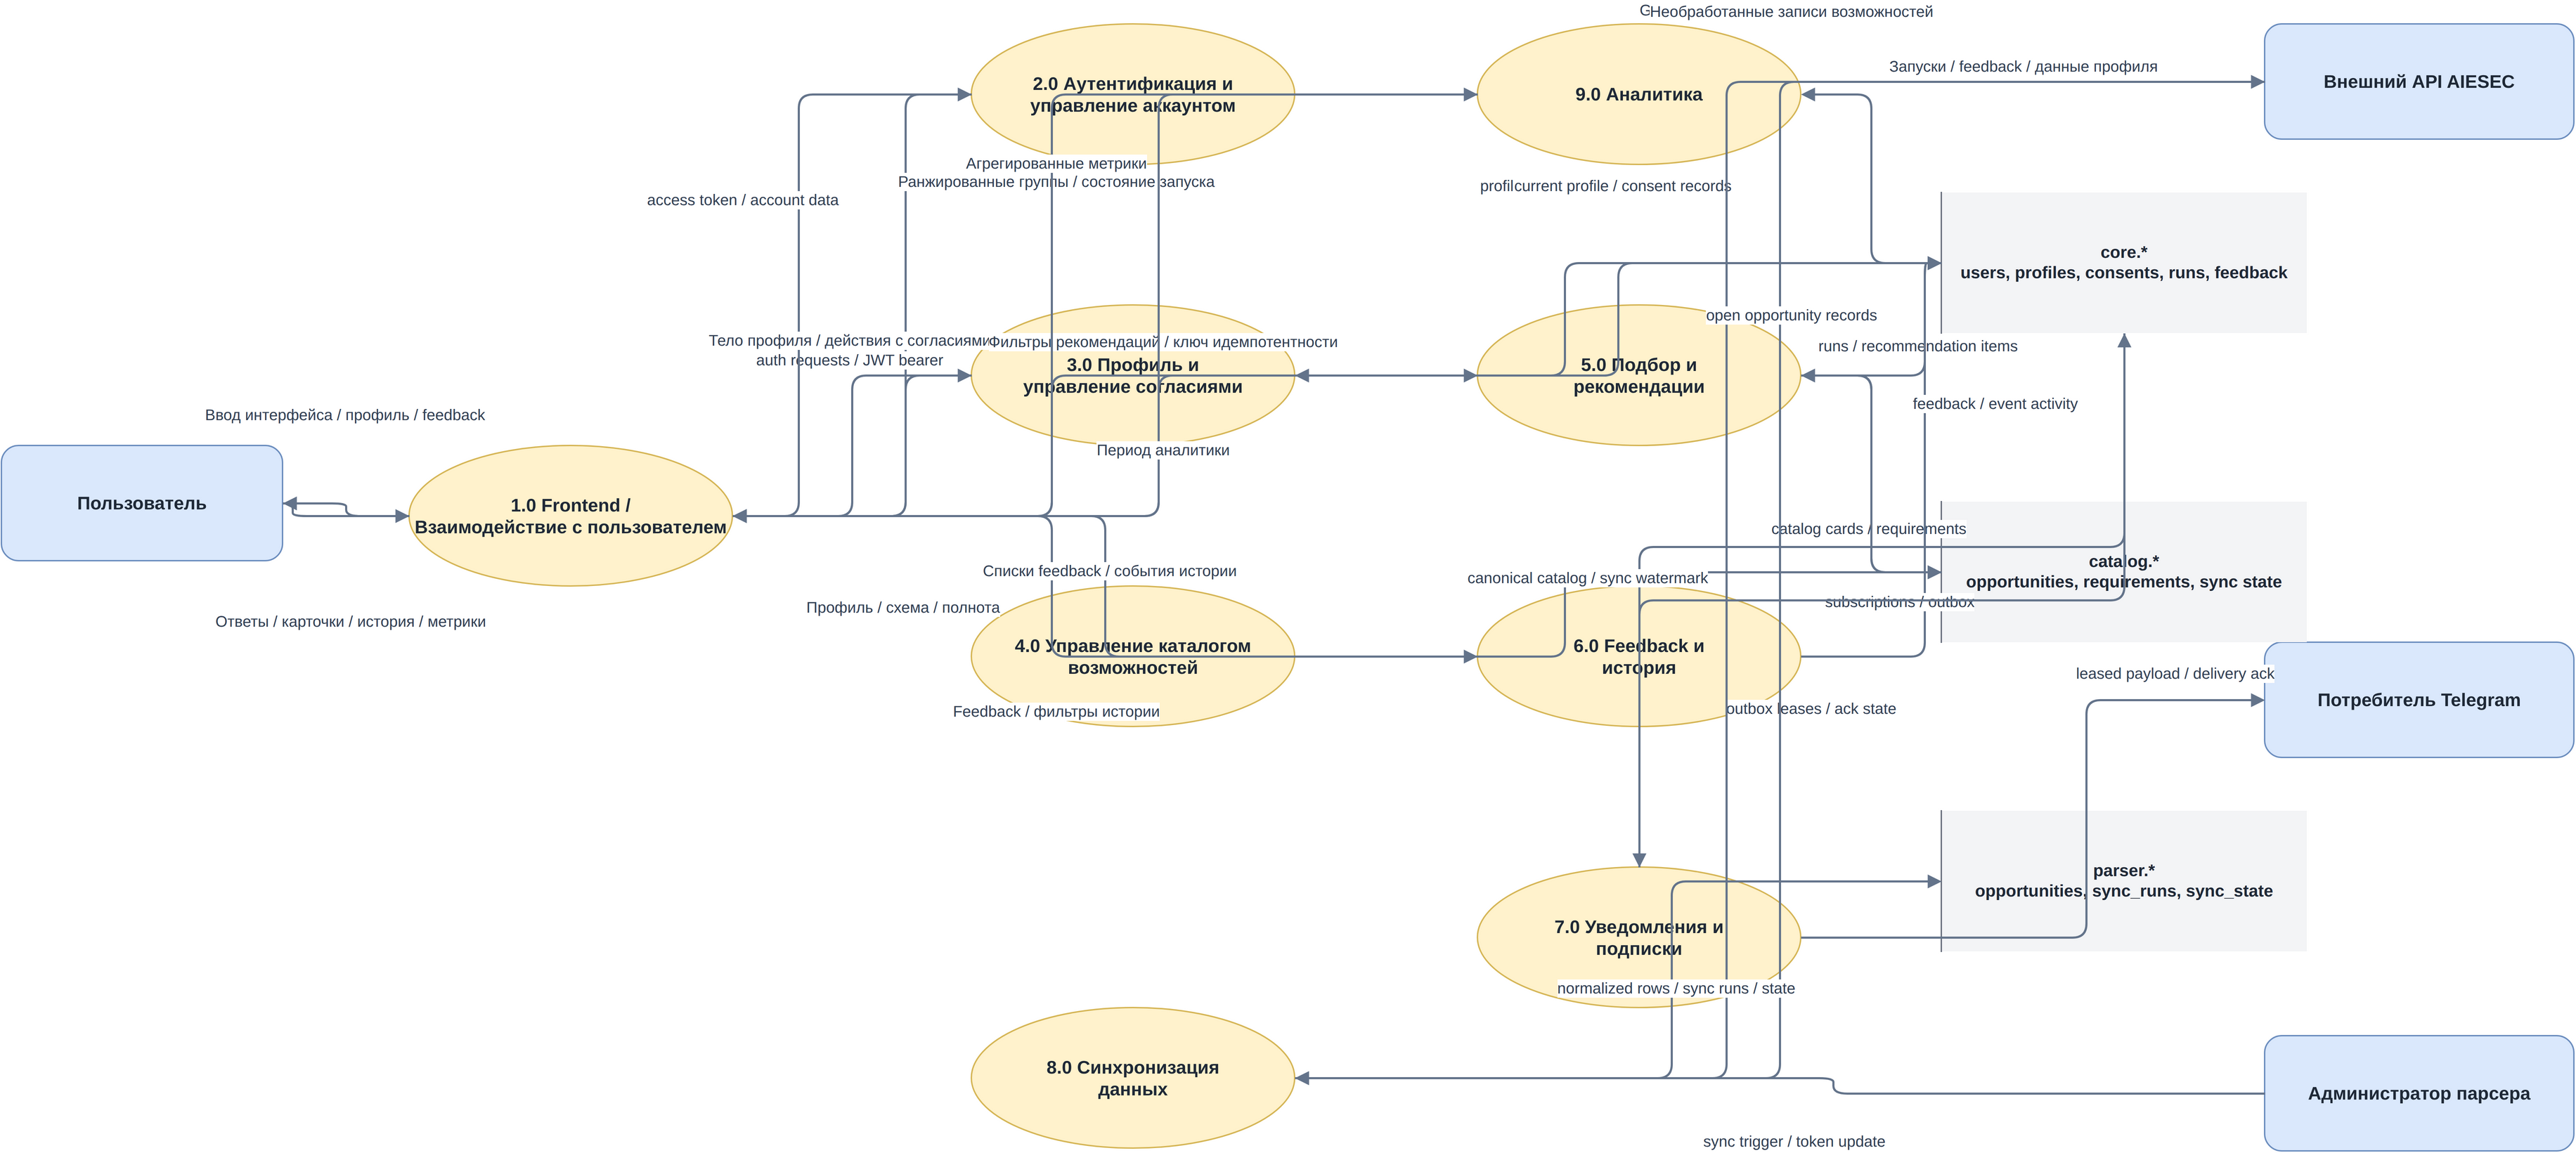 GНеобработанные записи возможностей
Запуски / feedback / данные профиля
2.0 Аутентификация и
управление аккаунтом
9.0 Аналитика
Внешний API AIESEC
Агрегированные метрики
Ранжированные группы / состояние запуска
access token / account data
profil
current profile / consent records
core.*
users, profiles, consents, runs, feedback
open opportunity records
Тело профиля / действия с согласиями
Фильтры рекомендаций / ключ идемпотентности
runs / recommendation items
auth requests / JWT bearer
3.0 Профиль и
управление согласиями
5.0 Подбор и
рекомендации
feedback / event activity
Ввод интерфейса / профиль / feedback
Период аналитики
Пользователь
1.0 Frontend /
Взаимодействие с пользователем
catalog cards / requirements
catalog.*
opportunities, requirements, sync state
Списки feedback / события истории
canonical catalog / sync watermark
Профиль / схема / полнота
subscriptions / outbox
Ответы / карточки / история / метрики
4.0 Управление каталогом
возможностей
6.0 Feedback и
история
leased payload / delivery ack
Потребитель Telegram
Feedback / фильтры истории
outbox leases / ack state
parser.*
opportunities, sync_runs, sync_state
7.0 Уведомления и
подписки
normalized rows / sync runs / state
8.0 Синхронизация
данных
Администратор парсера
sync trigger / token update